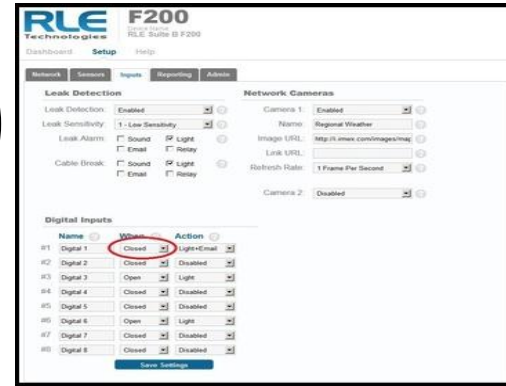 RLE
Technologies
F200
Device Name
RLE Suite B F200
Dashboard Setup Help
Network Sensors Inputs Reporting Admin
Leak Detection
Leak Detection: Enabled
Leak Sensitivity: 1 - Low Sensitivity
Leak Alarm: Sound Light
Email Relay
Cable Break: Sound Light
Email Relay
Network Cameras
Camera 1: Enabled
Name: Regional Weather
Image URL: http://i.imwx.com/images/map
Link URL:
Refresh Rate: 1 Frame Per Second
Camera 2: Disabled
Digital Inputs
Name When Action
#1 Digital 1 Closed Light+Email
#2 Digital 2 Closed Disabled
#3 Digital 3 Open Light
#4 Digital 4 Closed Disabled
#5 Digital 5 Closed Disabled
#6 Digital 6 Open Light
#7 Digital 7 Closed Disabled
#8 Digital 8 Closed Disabled
Save Settings